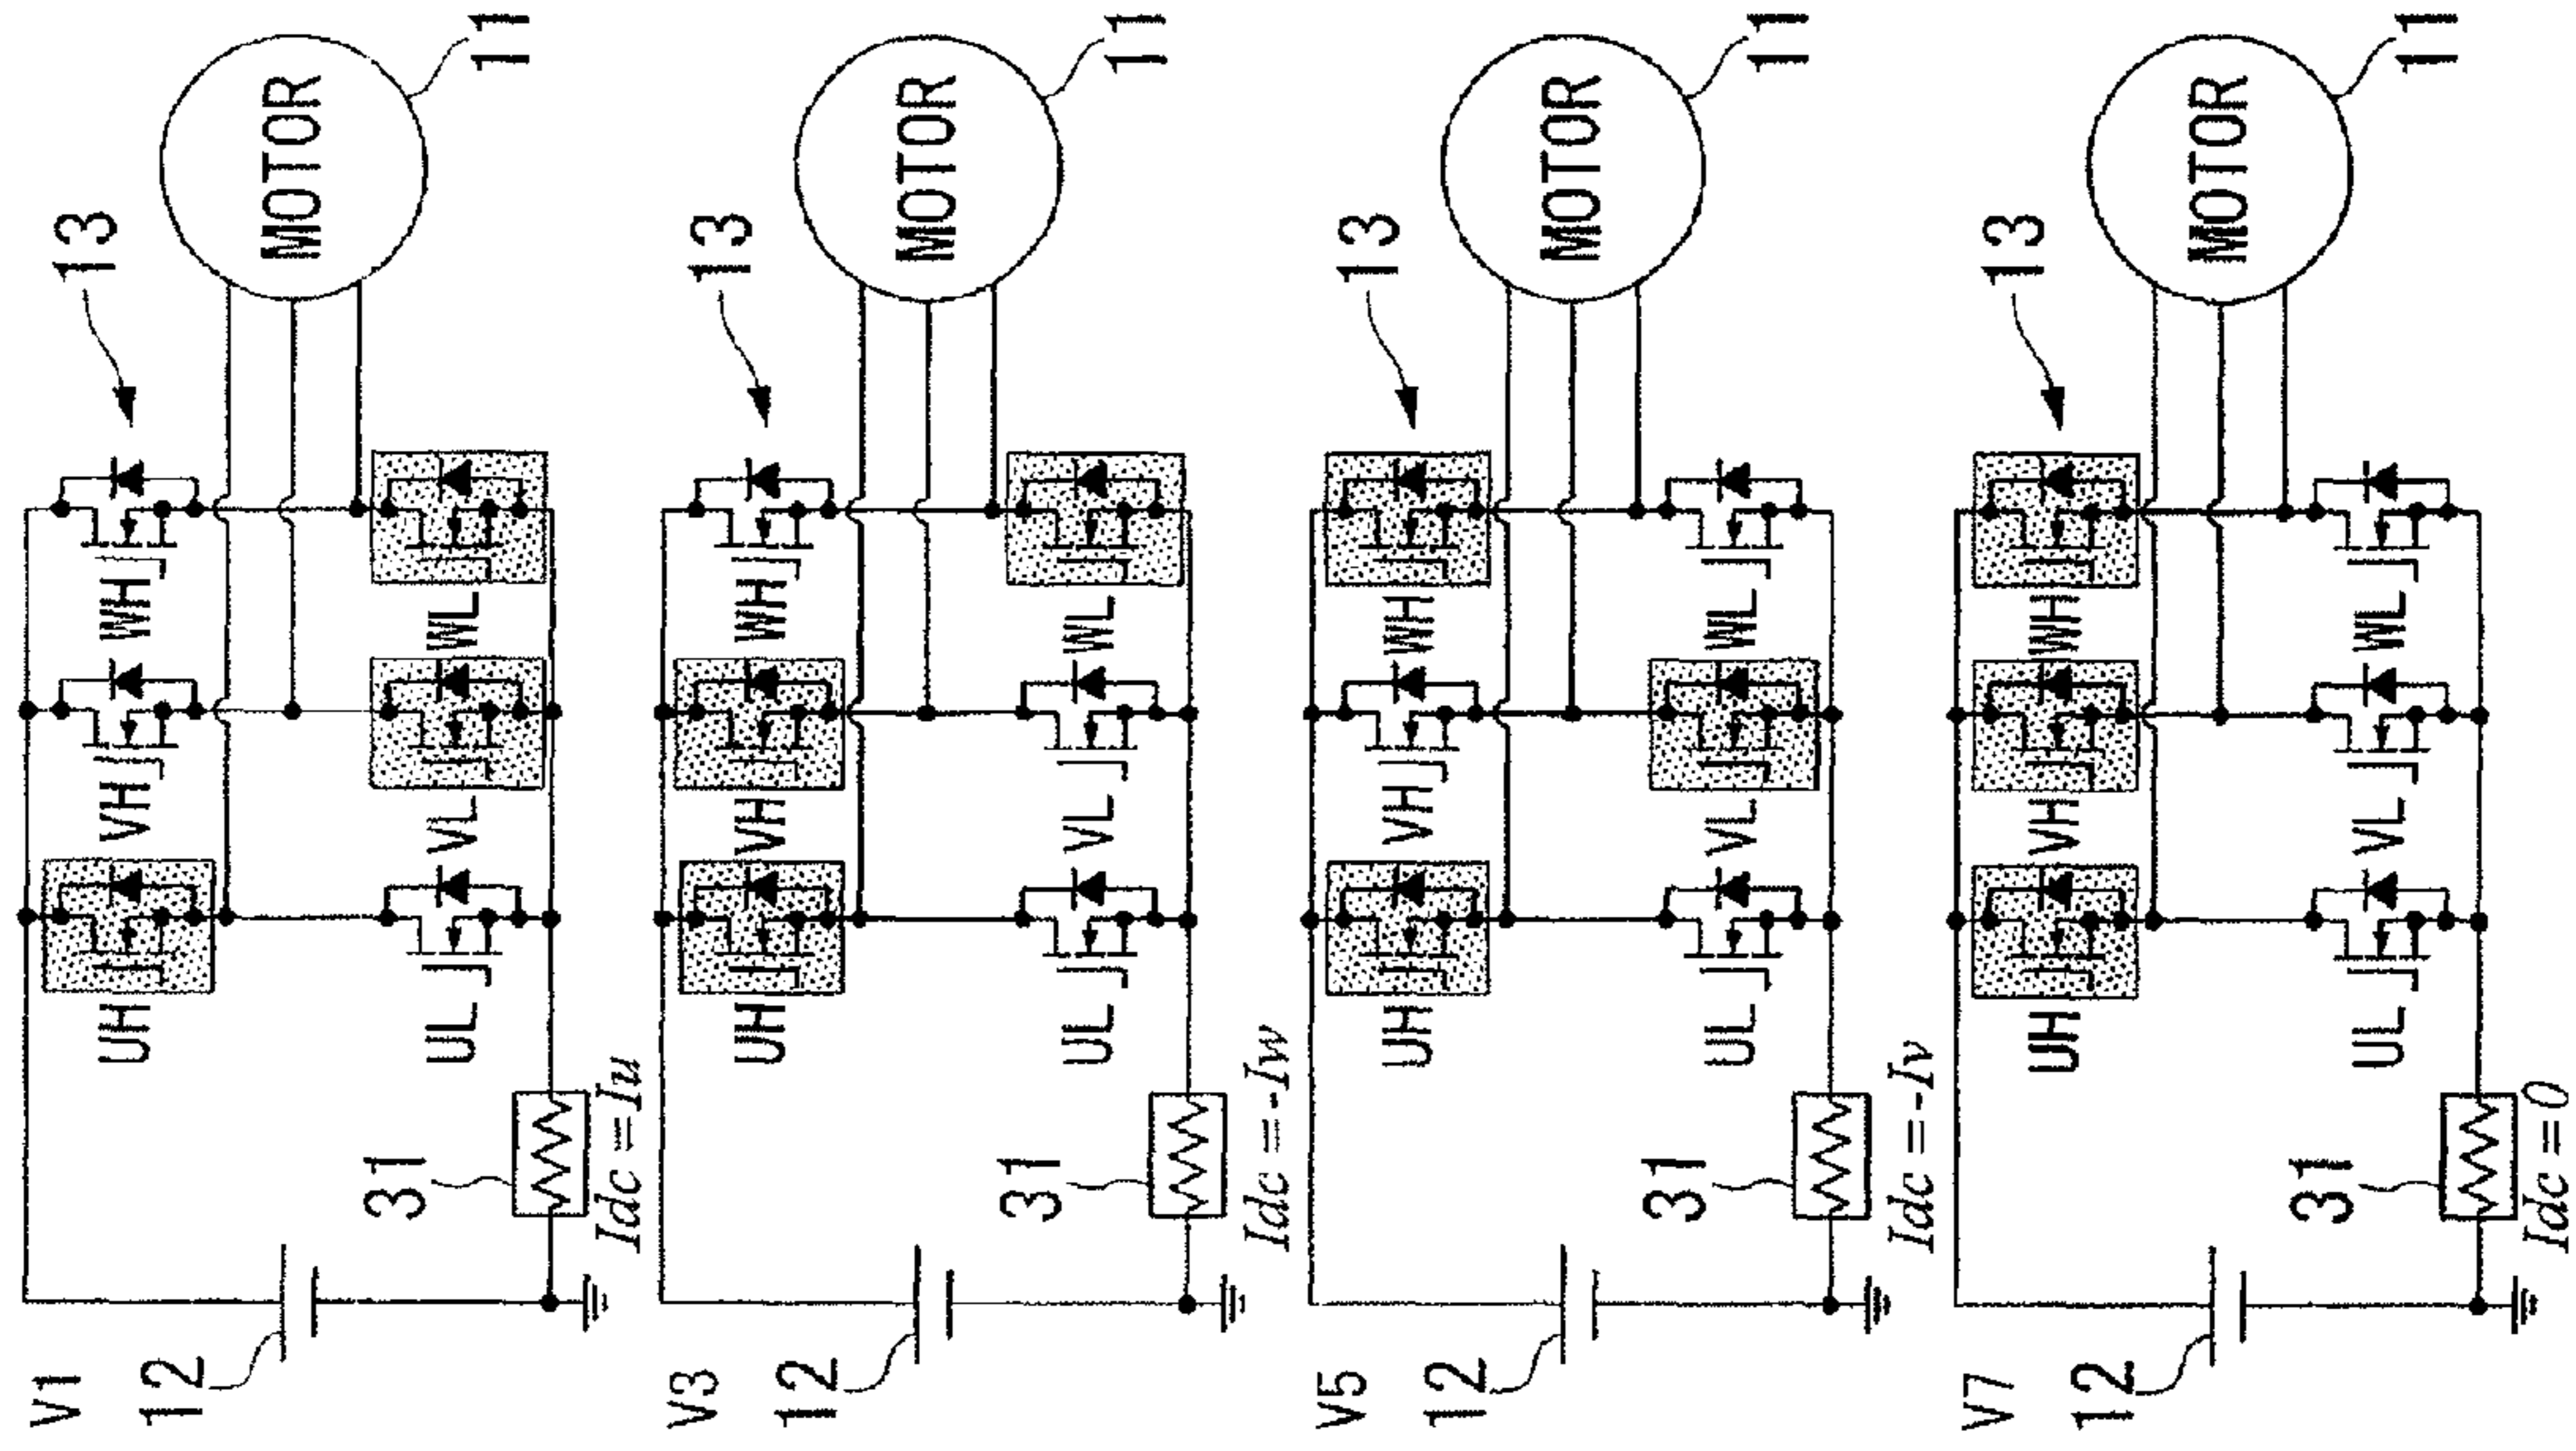 V1
12
13
UH
VH
WH
MOTOR
11
UL
VL
WL
31
Idc =Iu
V3
12
13
UH
VH
WH
MOTOR
11
UL
VL
WL
31
Idc =-Iw
V5
12
13
UH
VH
WH
MOTOR
11
UL
VL
WL
31
Idc =-Iv
V7
12
13
UH
VH
WH
MOTOR
11
UL
VL
WL
31
Idc =0